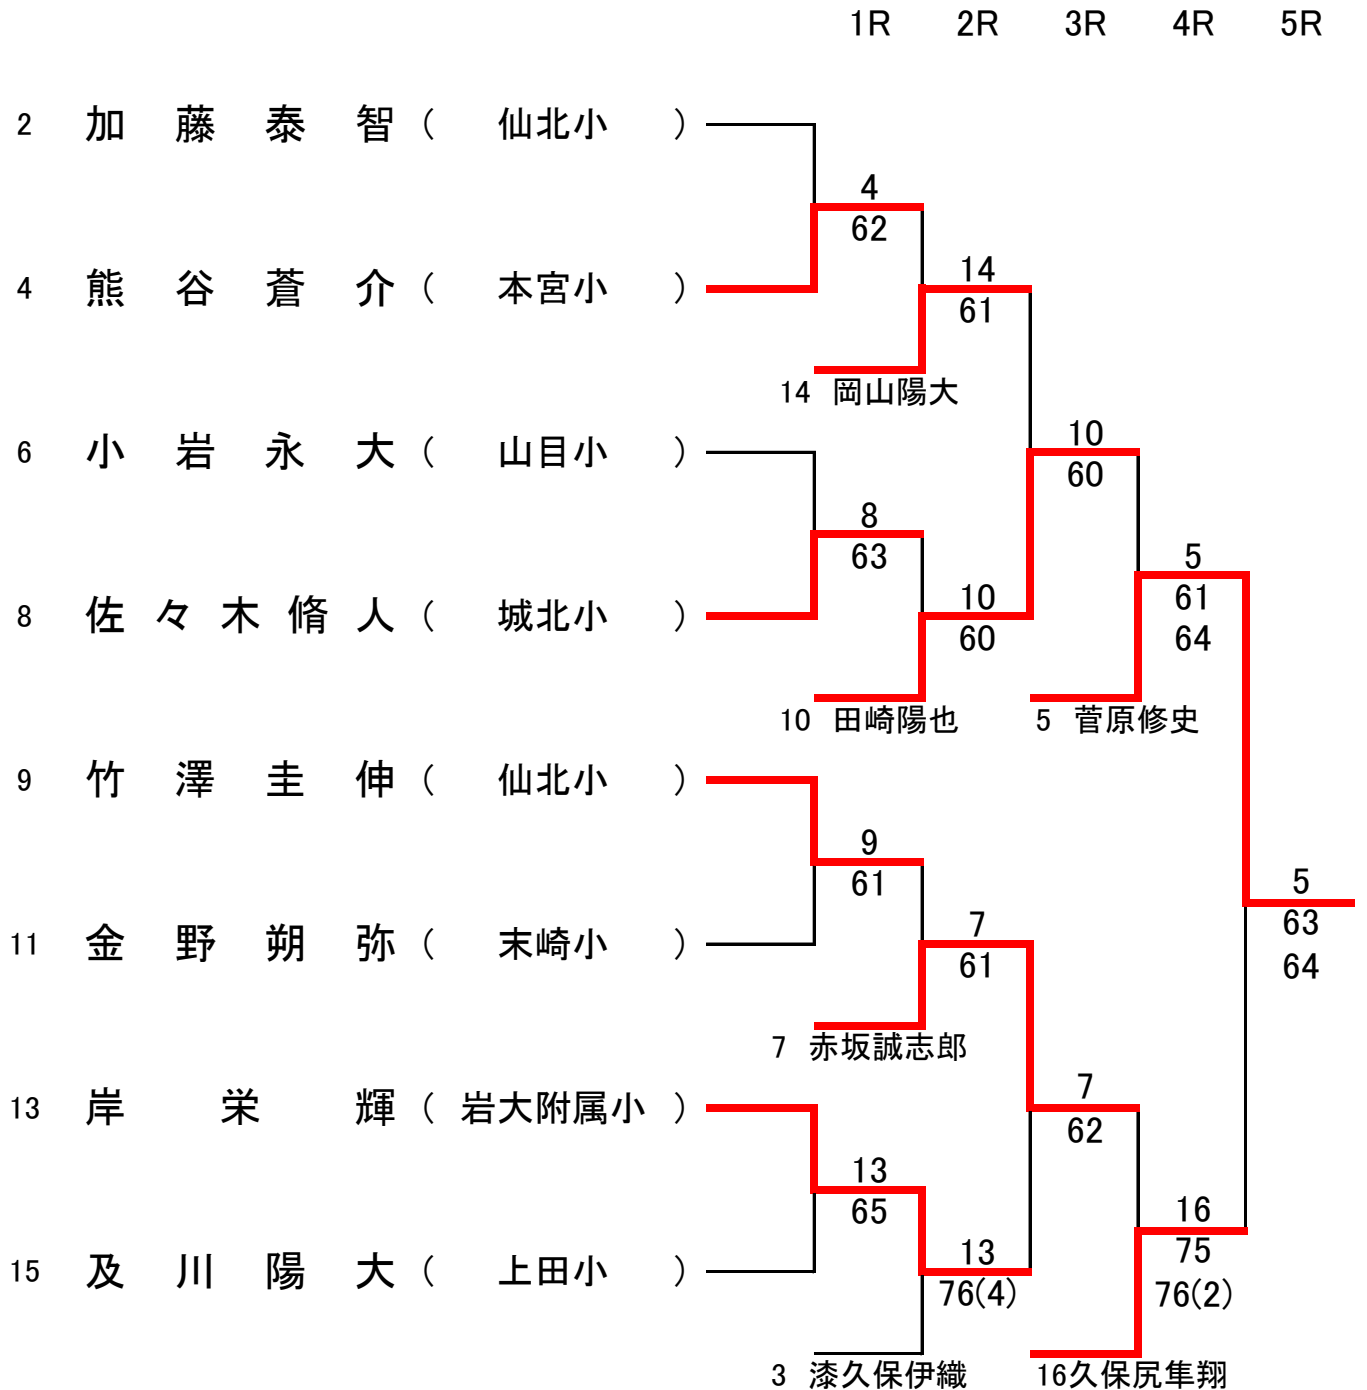 1R 2R 3R 4R 5R
2 加藤泰智 ( 仙北小 )
4
62
4 熊谷蒼介 ( 本宮小 )
14
61
14 岡山陽大
6 小岩永大 ( 山目小 )
10
60
8
63
5
61
64
8 佐々木脩人 ( 城北小 )
10
60
10 田崎陽也
5 菅原修史
9 竹澤圭伸 ( 仙北小 )
9
61
5
63
64
11 金野朔弥 ( 末崎小 )
7
61
7 赤坂誠志郎
13 岸栄輝 ( 岩大附属小 )
7
62
13
65
16
75
76(2)
15 及川陽大 ( 上田小 )
13
76(4)
3 漆久保伊織
16久保尻隼翔